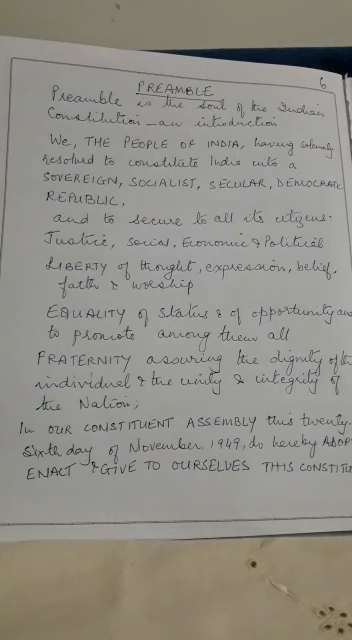 6
PREAMBLE
Preamble is the soul of the Indian
Constitution - an introduction
We, THE PEOPLE OF INDIA, having solemnly
resolved to constitute India into a
SOVEREIGN, SOCIALIST, SECULAR, DEMOCRATIC
REPUBLIC,
and to secure to all its citizens.
Justice, social, Economic & Political
LIBERTY of thought, expression, belief,
faith & worship
EQUALITY of status & of opportunity and
to promote among them all
FRATERNITY assuring the dignity of the
individual & the unity & integrity of
the Nation;
In OUR CONSTITUENT ASSEMBLY this twenty-
sixth day of November 1949, do hereby ADOPT
ENACT & GIVE TO OURSELVES THIS CONSTITU